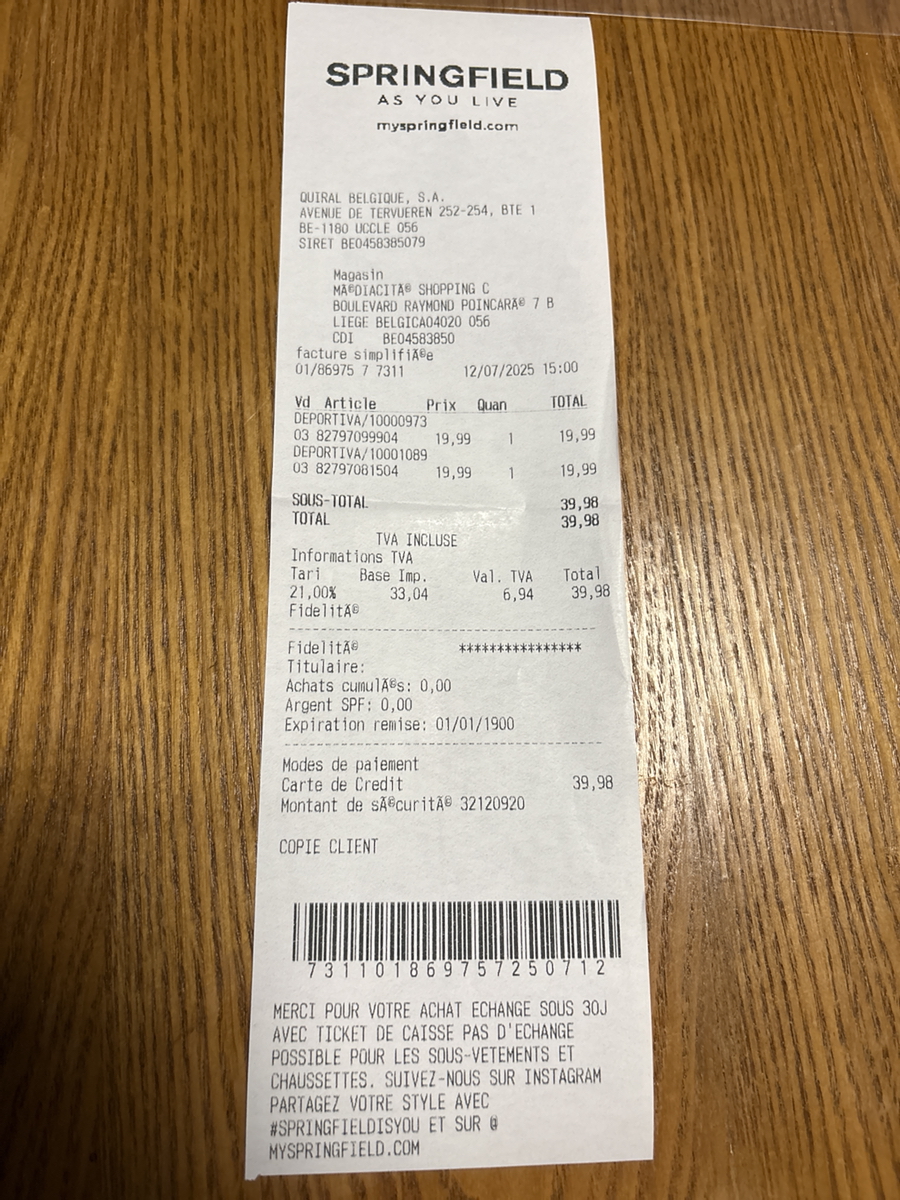 SPRINGFIELD
AS YOU LIVE
myspringfield.com
QUIRAL BELGIQUE, S.A.
AVENUE DE TERVUEREN 252-254, BTE 1
BE-1180 UCCLE 056
SIRET BE0458385079
Magasin
MÃ©DIACITÃ© SHOPPING C
BOULEVARD RAYMOND POINCARÃ© 7 B
LIEGE BELGICA04020 056
CDI BE04583850
facture simplifiÃ©e
01/86975 7 7311 12/07/2025 15:00
Vd Article Prix Quan TOTAL
DEPORTIVA/10000973
03 82797099904 19,99 1 19,99
DEPORTIVA/10001089
03 82797081504 19,99 1 19,99
SOUS-TOTAL 39,98
TOTAL 39,98
TVA INCLUSE
Informations TVA
Tari Base Imp. Val. TVA Total
21,00% 33,04 6,94 39,98
FidelitÃ©
FidelitÃ© ****************
Titulaire:
Achats cumulÃ©s: 0,00
Argent SPF: 0,00
Expiration remise: 01/01/1900
Modes de paiement
Carte de Credit 39,98
Montant de sÃ©curitÃ© 32120920
COPIE CLIENT
731101869757250712
MERCI POUR VOTRE ACHAT ECHANGE SOUS 30J
AVEC TICKET DE CAISSE PAS D'ECHANGE
POSSIBLE POUR LES SOUS-VETEMENTS ET
CHAUSSETTES. SUIVEZ-NOUS SUR INSTAGRAM
PARTAGEZ VOTRE STYLE AVEC
#SPRINGFIELDISYOU ET SUR @
MYSPRINGFIELD.COM